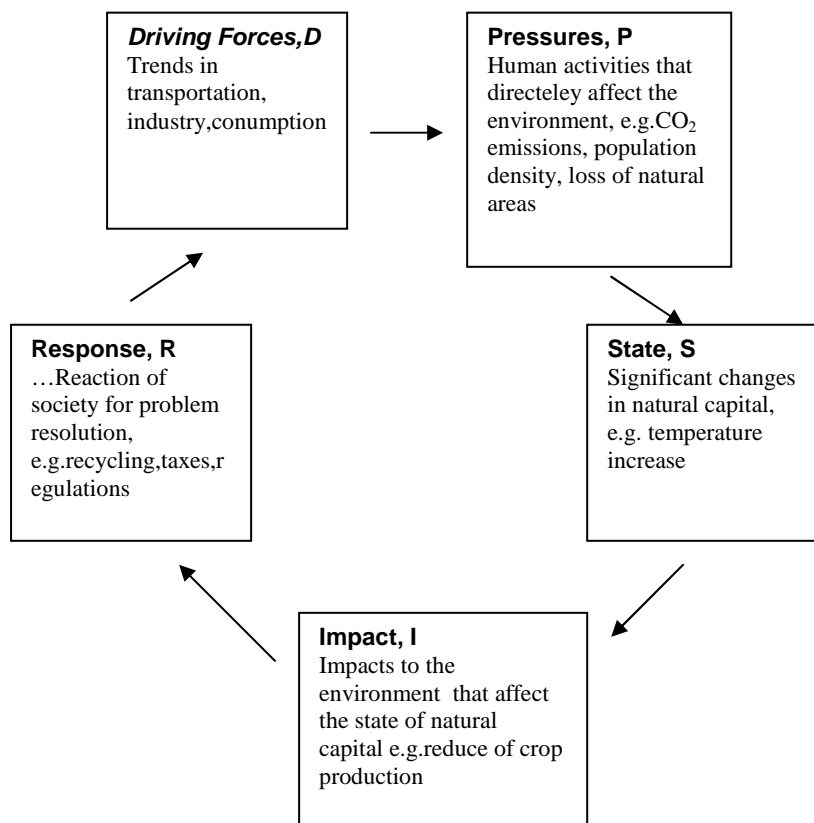 Driving Forces,D
Trends in
transportation,
industry,conumption
Pressures, P
Human activities that
directeley affect the
environment, e.g.CO₂
emissions, population
density, loss of natural
areas
Response, R
…Reaction of
society for problem
resolution,
e.g.recycling,taxes,r
egulations
State, S
Significant changes
in natural capital,
e.g. temperature
increase
Impact, I
Impacts to the
environment that affect
the state of natural
capital e.g.reduce of crop
production